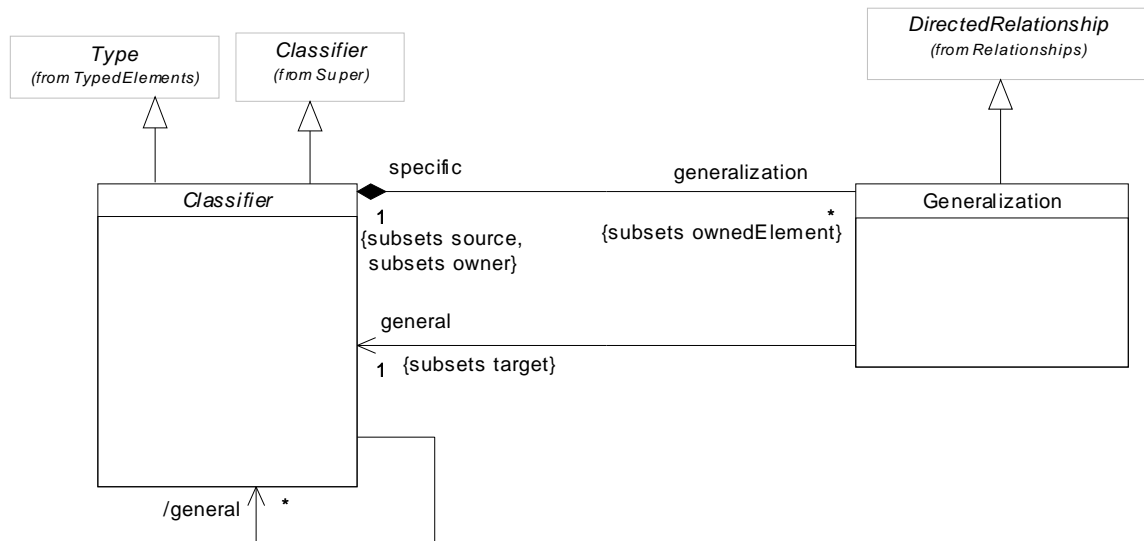 DirectedRelationship
(from Relationships)
Type
(from TypedElements)
Classifier
(from Super)
specific
generalization
Classifier
Generalization
1
*
{subsets source,
subsets owner}
{subsets ownedElement}
general
1
{subsets target}
/general
*